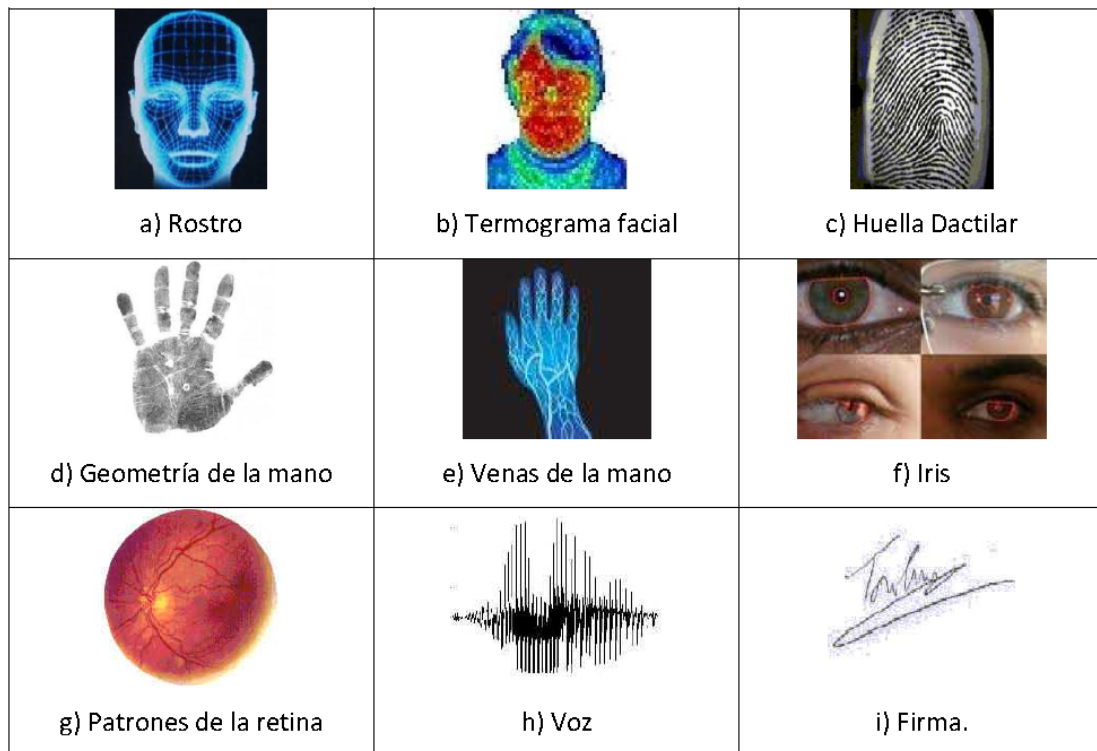 a) Rostro
b) Termograma facial
c) Huella Dactilar
d) Geometría de la mano
e) Venas de la mano
f) Iris
g) Patrones de la retina
h) Voz
i) Firma.